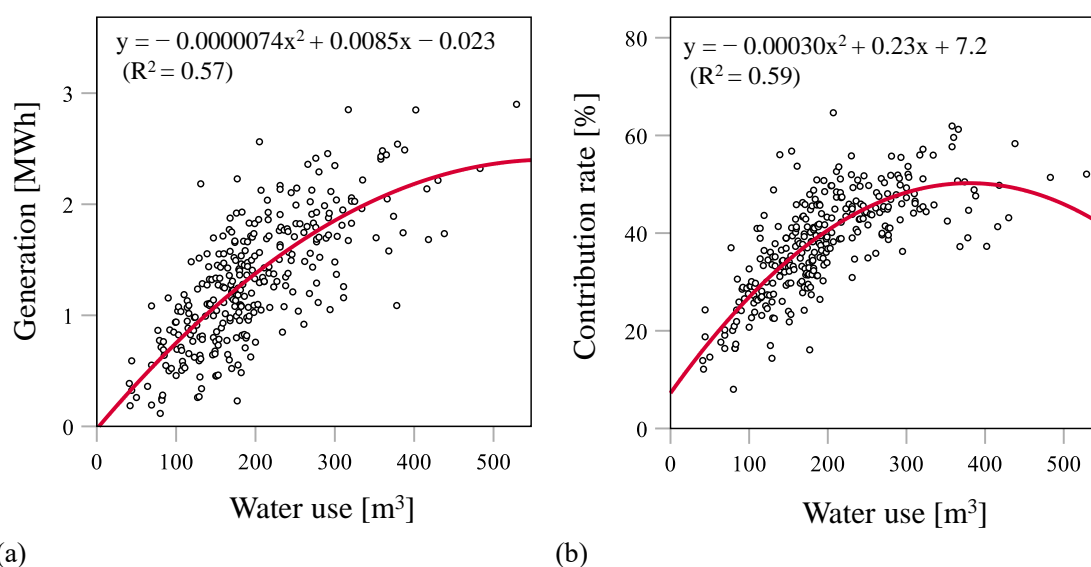 y = − 0.0000074x² + 0.0085x − 0.023
(R² = 0.57)
Generation [MWh]
3
2
1
0
0 100 200 300 400 500
Water use [m³]
(a)
y = − 0.00030x² + 0.23x + 7.2
(R² = 0.59)
Contribution rate [%]
80
60
40
20
0
0 100 200 300 400 500
Water use [m³]
(b)